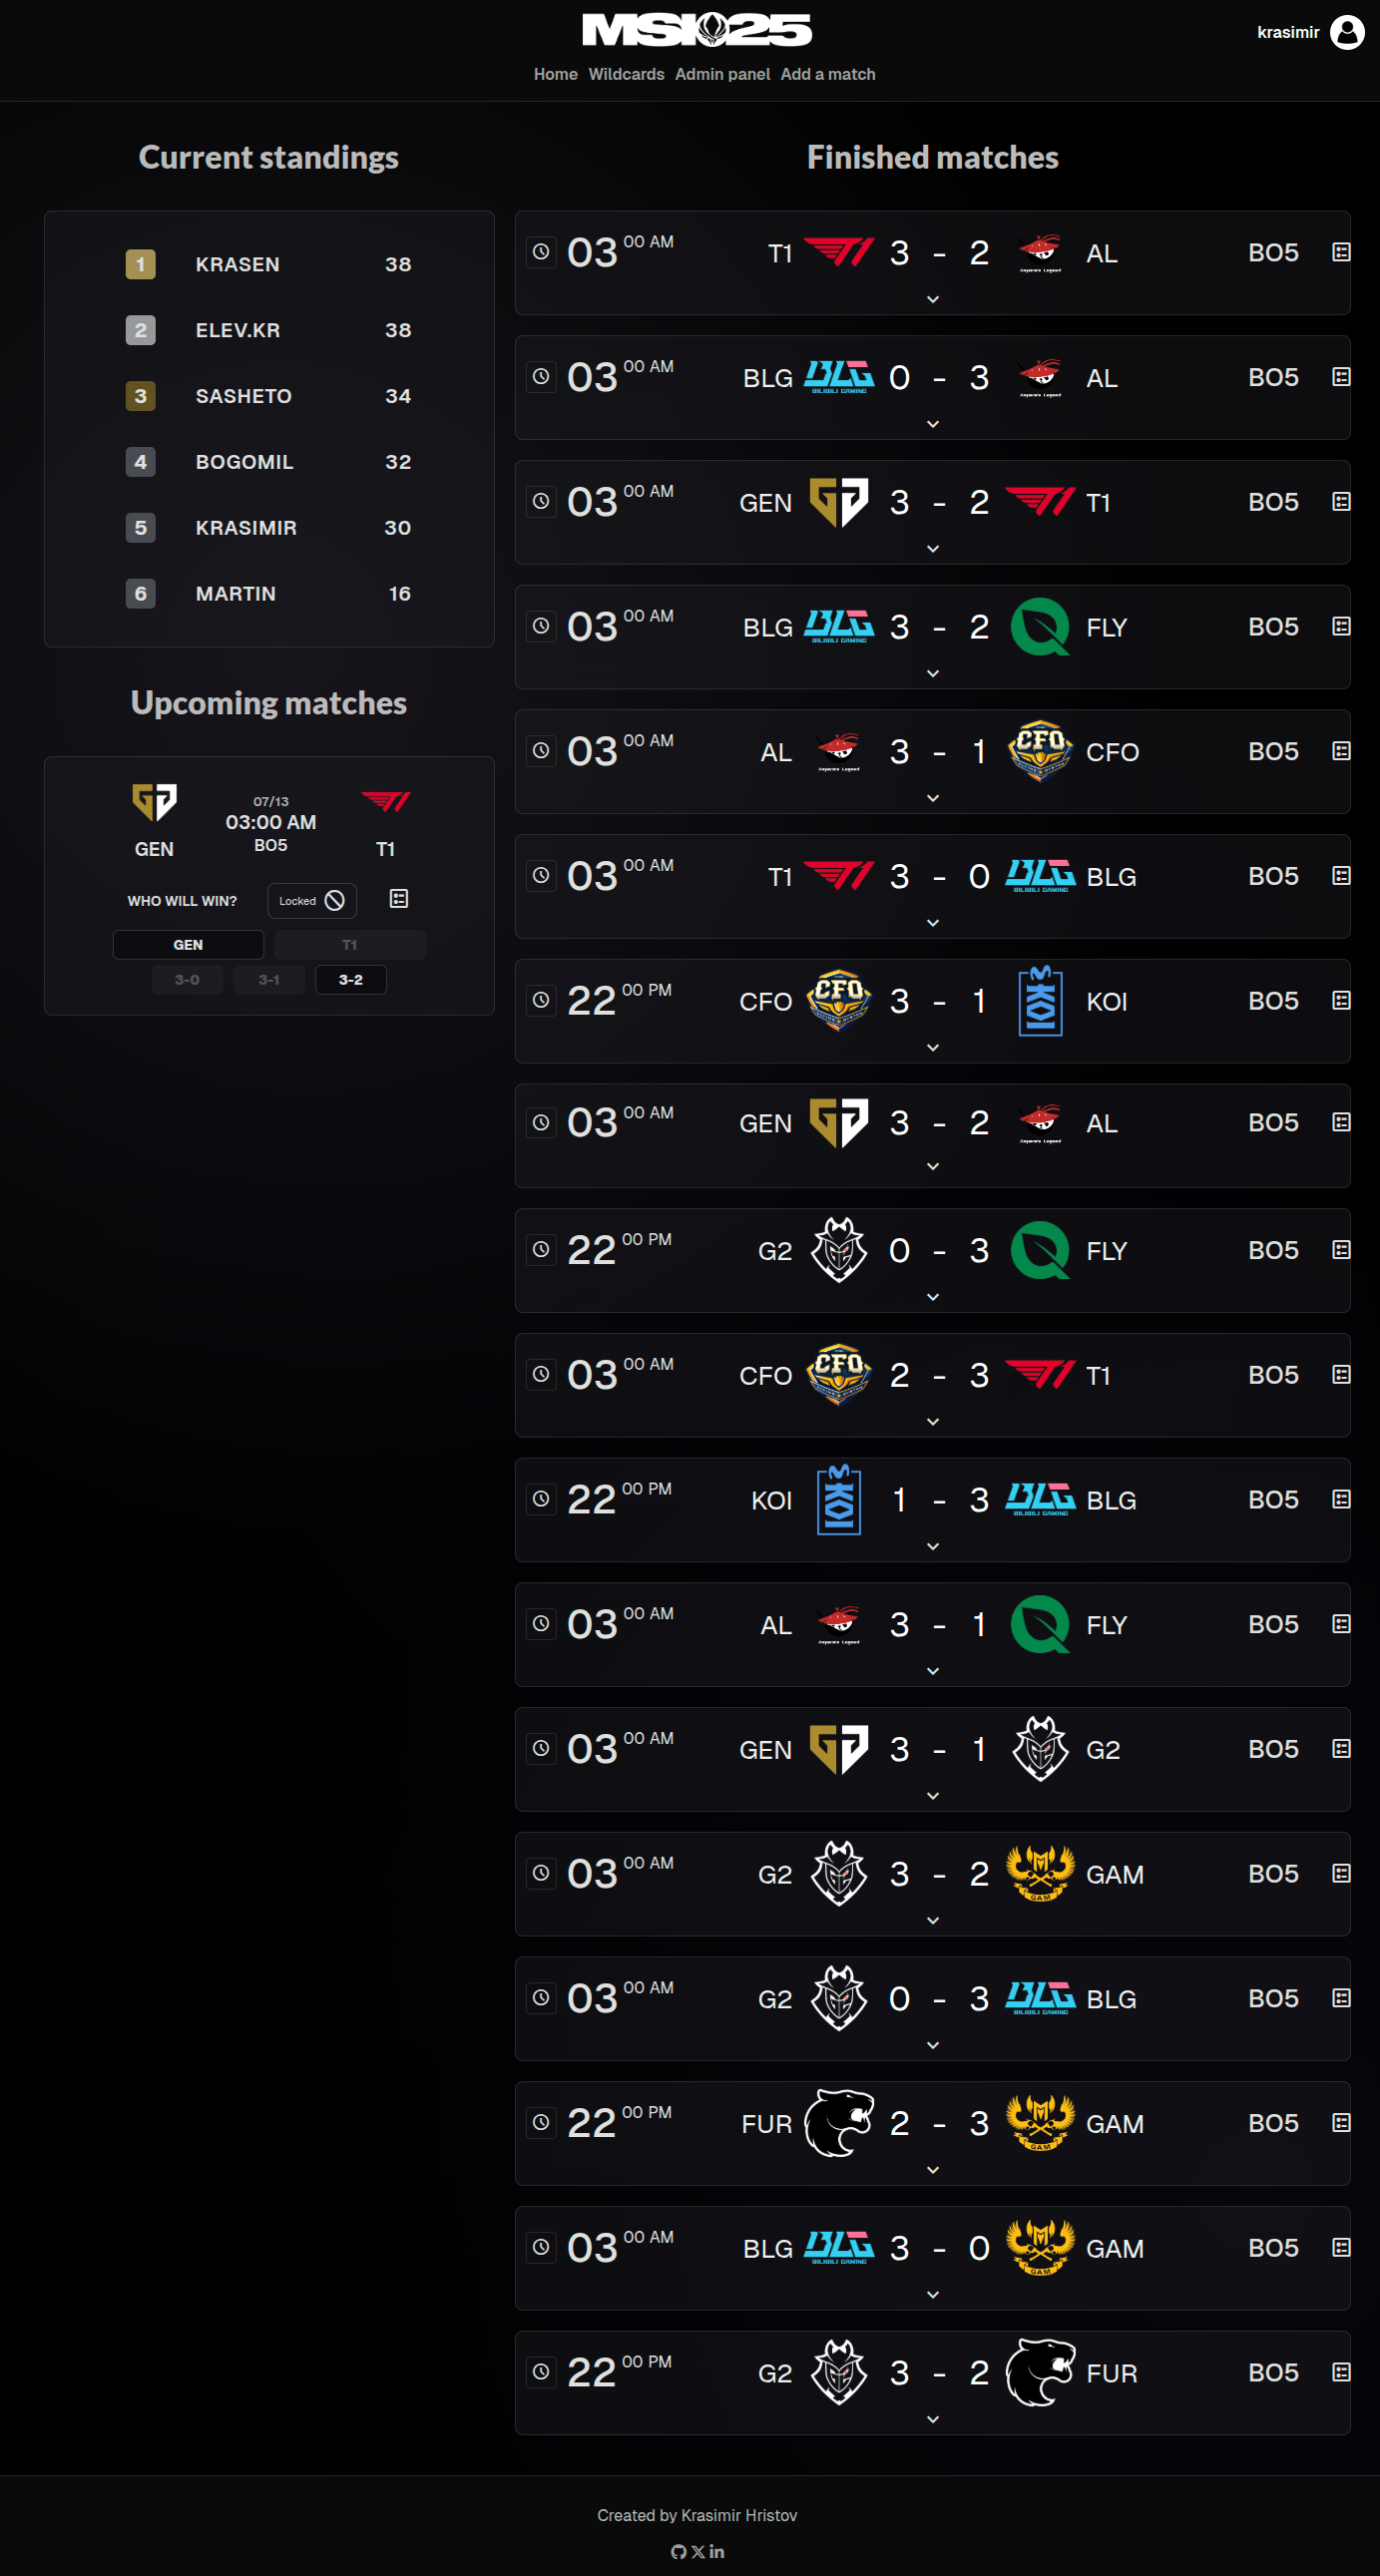 MSI 25
krasimir
Home Wildcards Admin panel Add a match
Current standings
1 KRASEN 38
2 ELEV.KR 38
3 SASHETO 34
4 BOGOMIL 32
5 KRASIMIR 30
6 MARTIN 16
Upcoming matches
07/13
03:00 AM
GEN BO5 T1
WHO WILL WIN? Locked
GEN T1
3-0 3-1 3-2
Finished matches
03 00 AM T1 3 - 2 AL BO5
03 00 AM BLG 0 - 3 AL BO5
03 00 AM GEN 3 - 2 T1 BO5
03 00 AM BLG 3 - 2 FLY BO5
03 00 AM AL 3 - 1 CFO BO5
03 00 AM T1 3 - 0 BLG BO5
22 00 PM CFO 3 - 1 KOI BO5
03 00 AM GEN 3 - 2 AL BO5
22 00 PM G2 0 - 3 FLY BO5
03 00 AM CFO 2 - 3 T1 BO5
22 00 PM KOI 1 - 3 BLG BO5
03 00 AM AL 3 - 1 FLY BO5
03 00 AM GEN 3 - 1 G2 BO5
03 00 AM G2 3 - 2 GAM BO5
03 00 AM G2 0 - 3 BLG BO5
22 00 PM FUR 2 - 3 GAM BO5
03 00 AM BLG 3 - 0 GAM BO5
22 00 PM G2 3 - 2 FUR BO5
Created by Krasimir Hristov